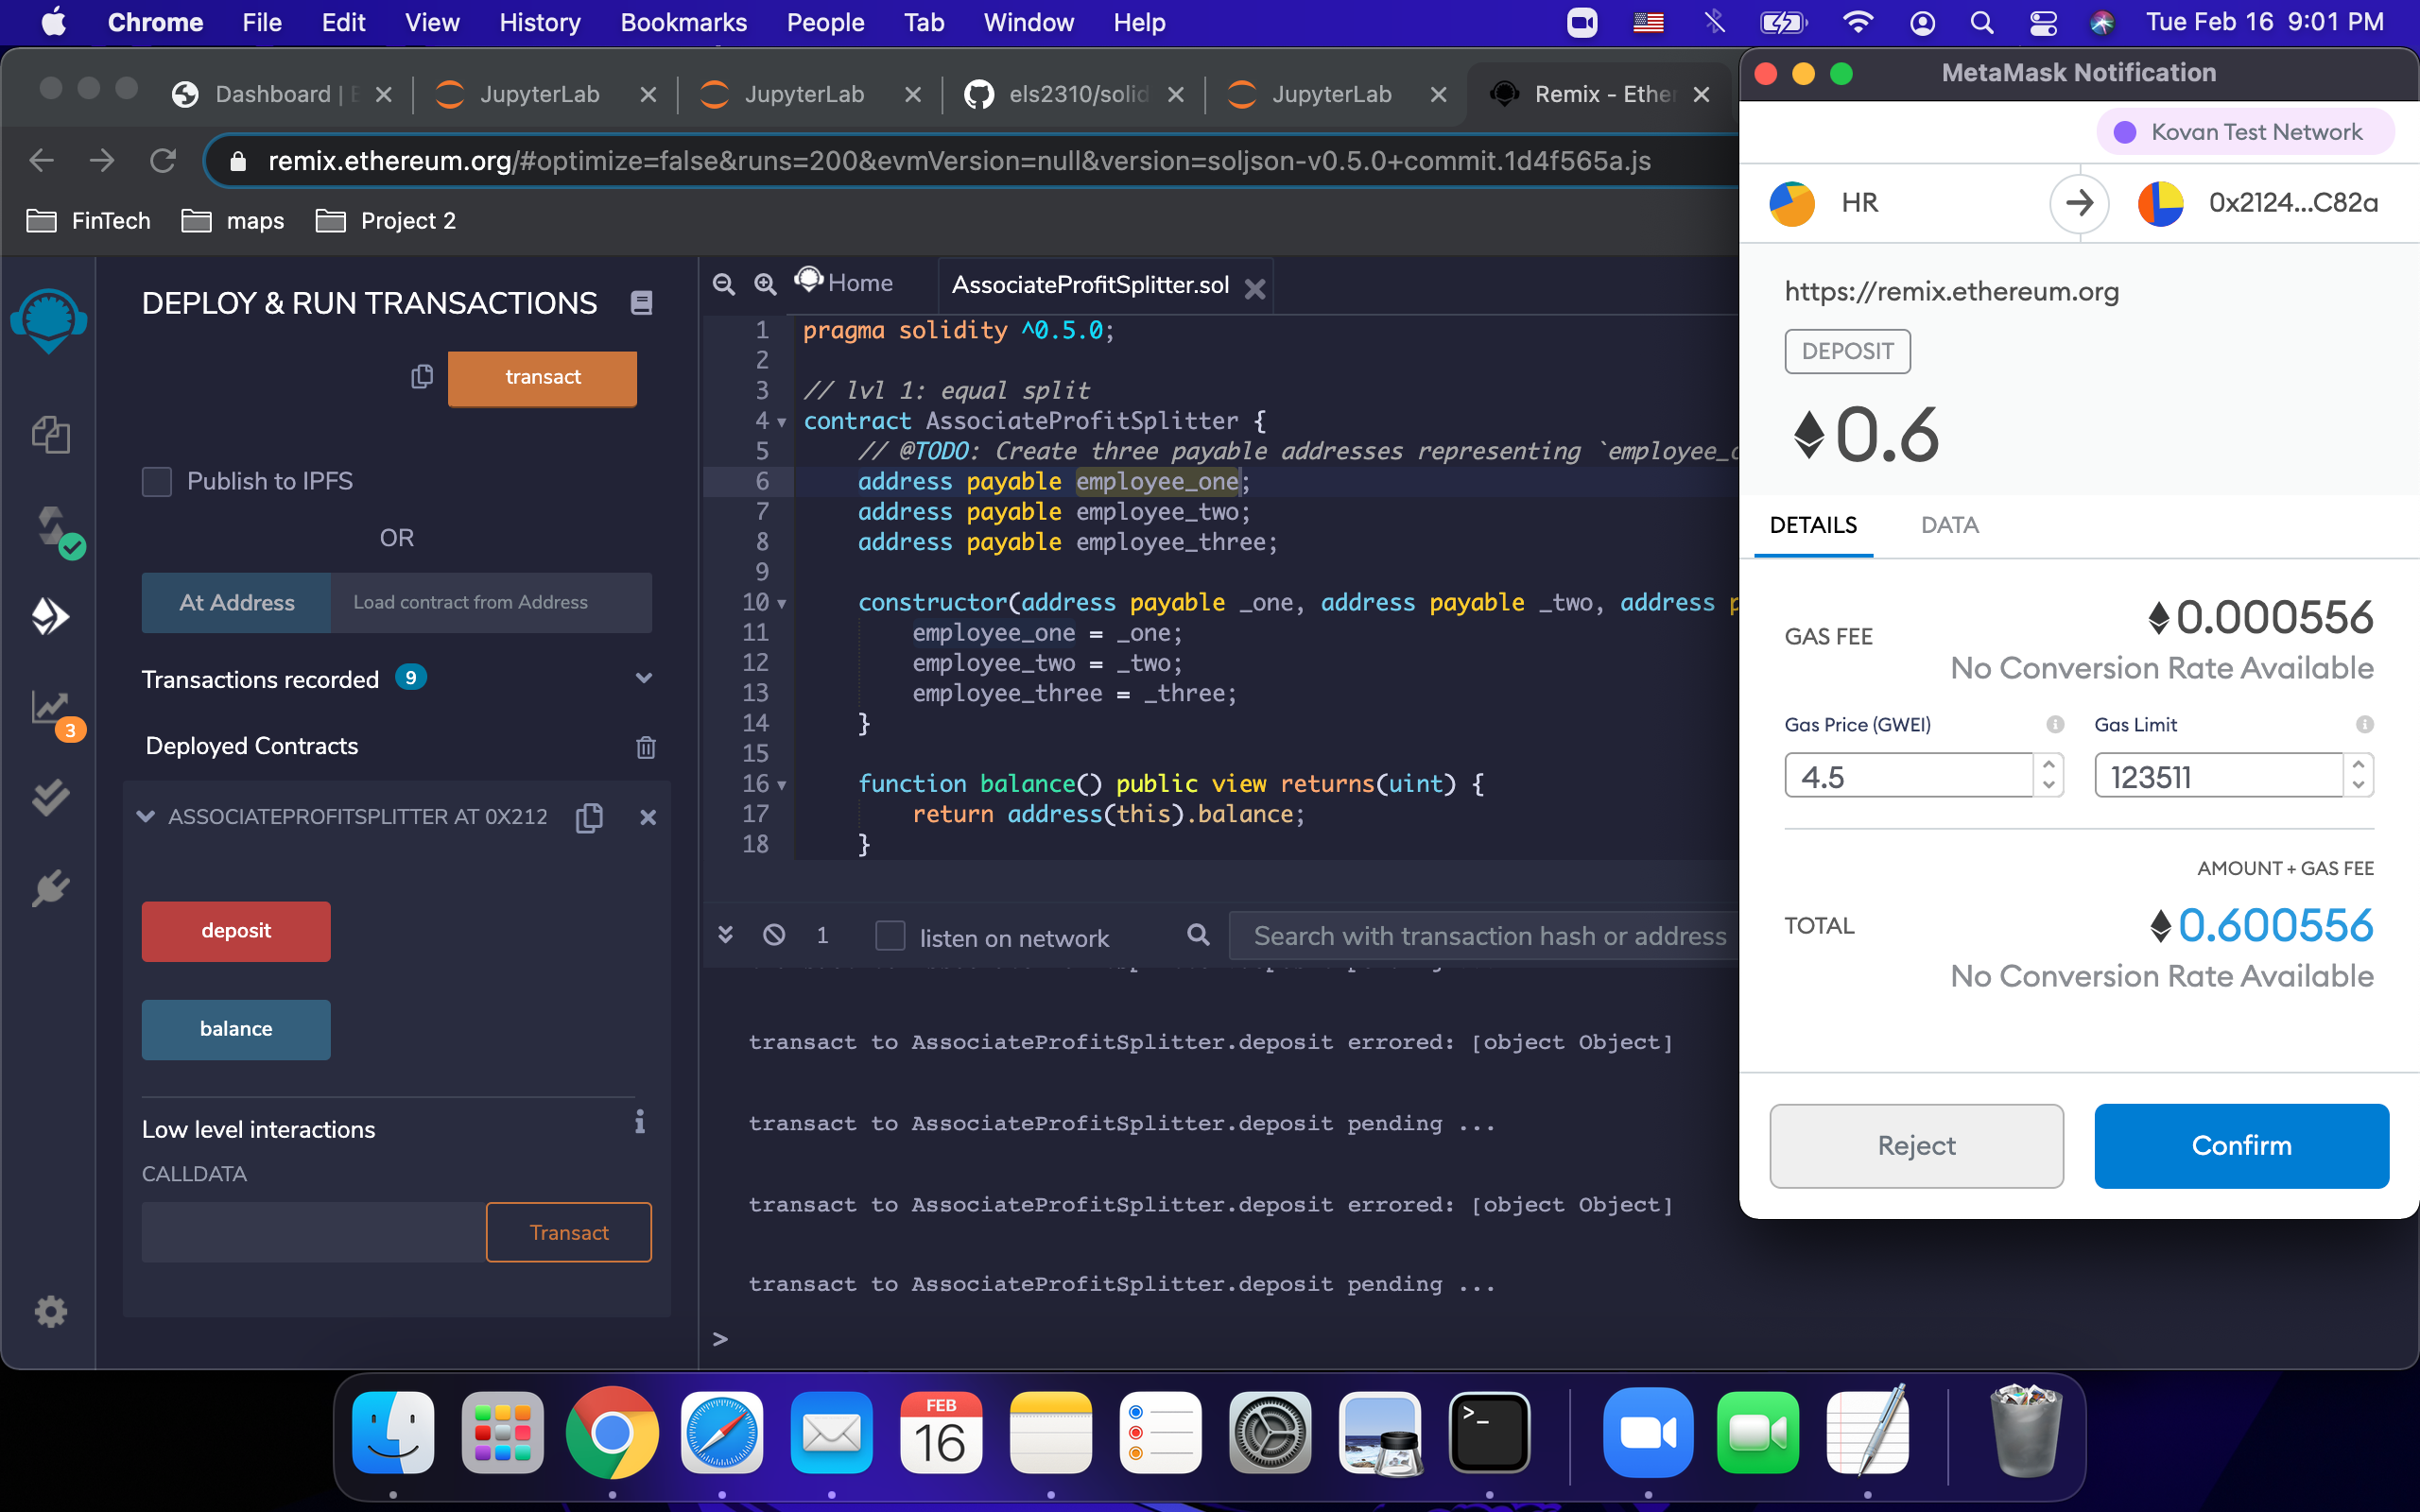 Chrome File Edit View History Bookmarks People Tab Window Help Tue Feb 16 9:01 PM
Dashboard | JupyterLab JupyterLab els2310/solid JupyterLab Remix - Ether
remix.ethereum.org/#optimize=false&runs=200&evmVersion=null&version=soljson-v0.5.0+commit.1d4f565a.js
FinTech maps Project 2
DEPLOY & RUN TRANSACTIONS
transact
Publish to IPFS
OR
At Address Load contract from Address
Transactions recorded 9
3
Deployed Contracts
ASSOCIATEPROFITSPLITTER AT 0X212
deposit
balance
Low level interactions
CALLDATA
Transact
Home AssociateProfitSplitter.sol
1 pragma solidity ^0.5.0;
2
3 // lvl 1: equal split
4 contract AssociateProfitSplitter {
5 // @TODO: Create three payable addresses representing `employee_o
6 address payable employee_one;
7 address payable employee_two;
8 address payable employee_three;
9
10 constructor(address payable _one, address payable _two, address p
11 employee_one = _one;
12 employee_two = _two;
13 employee_three = _three;
14 }
15
16 function balance() public view returns(uint) {
17 return address(this).balance;
18 }
1 listen on network Search with transaction hash or address
transact to AssociateProfitSplitter.deposit errored: [object Object]
transact to AssociateProfitSplitter.deposit pending ...
transact to AssociateProfitSplitter.deposit errored: [object Object]
transact to AssociateProfitSplitter.deposit pending ...
>
MetaMask Notification
Kovan Test Network
HR 0x2124...C82a
https://remix.ethereum.org
DEPOSIT
0.6
DETAILS DATA
GAS FEE 0.000556
No Conversion Rate Available
Gas Price (GWEI) Gas Limit
4.5 123511
AMOUNT + GAS FEE
TOTAL 0.600556
No Conversion Rate Available
Reject Confirm
FEB
16
>_